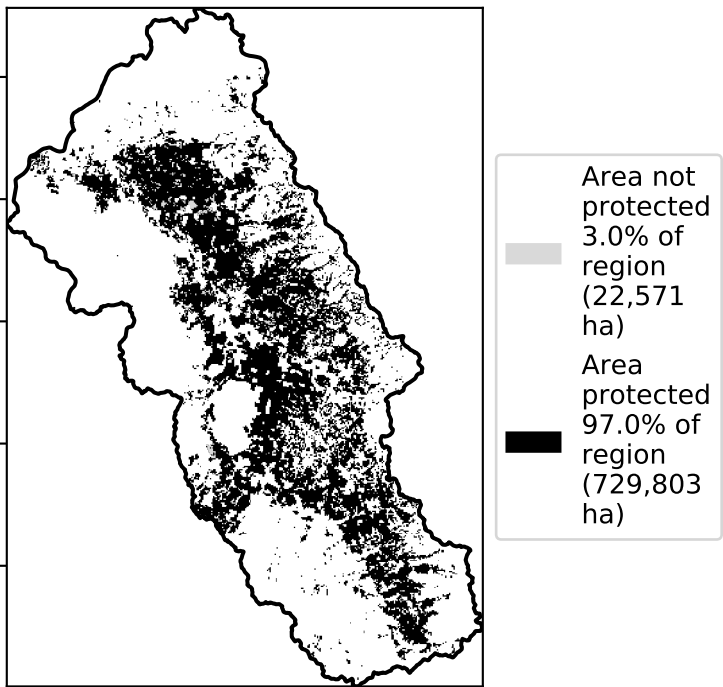 Area not
protected
3.0% of
region
(22,571
ha)
Area
protected
97.0% of
region
(729,803
ha)